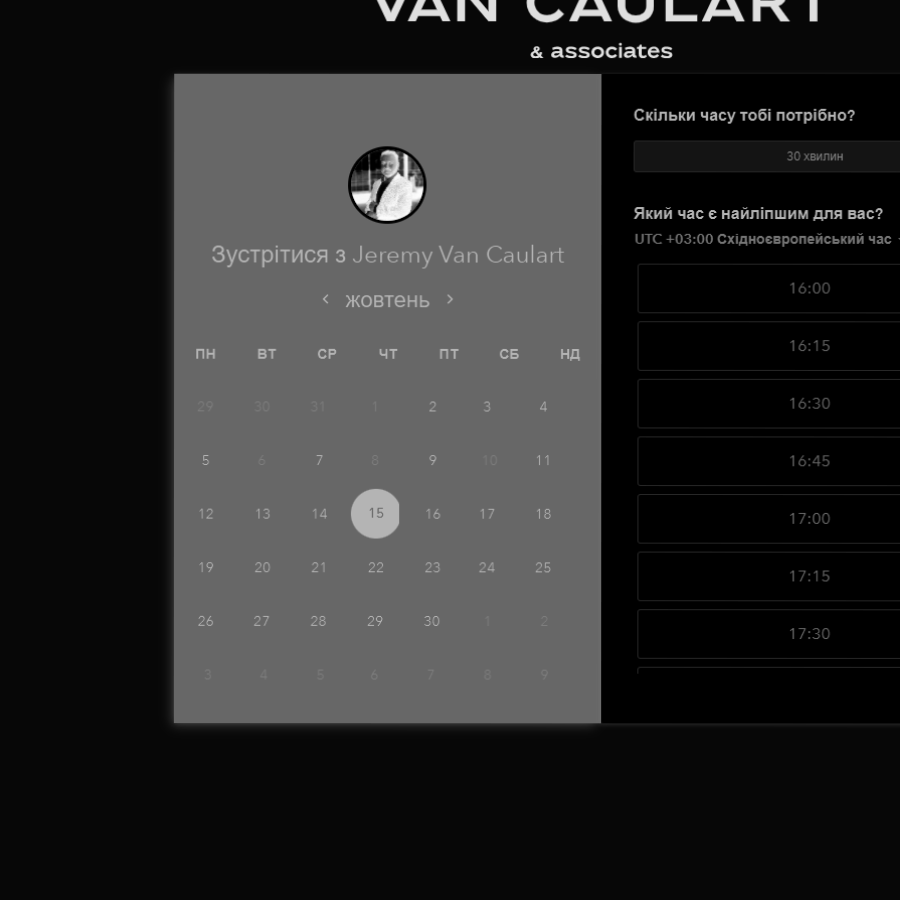 VAN CAULART
& associates
Зустрітися з Jeremy Van Caulart
жовтень
ПН ВТ СР ЧТ ПТ СБ НД
29 30 31 1 2 3 4
5 6 7 8 9 10 11
12 13 14 15 16 17 18
19 20 21 22 23 24 25
26 27 28 29 30 1 2
3 4 5 6 7 8 9
Скільки часу тобі потрібно?
30 хвилин
Який час є найліпшим для вас?
UTC +03:00 Східноєвропейський час
16:00
16:15
16:30
16:45
17:00
17:15
17:30